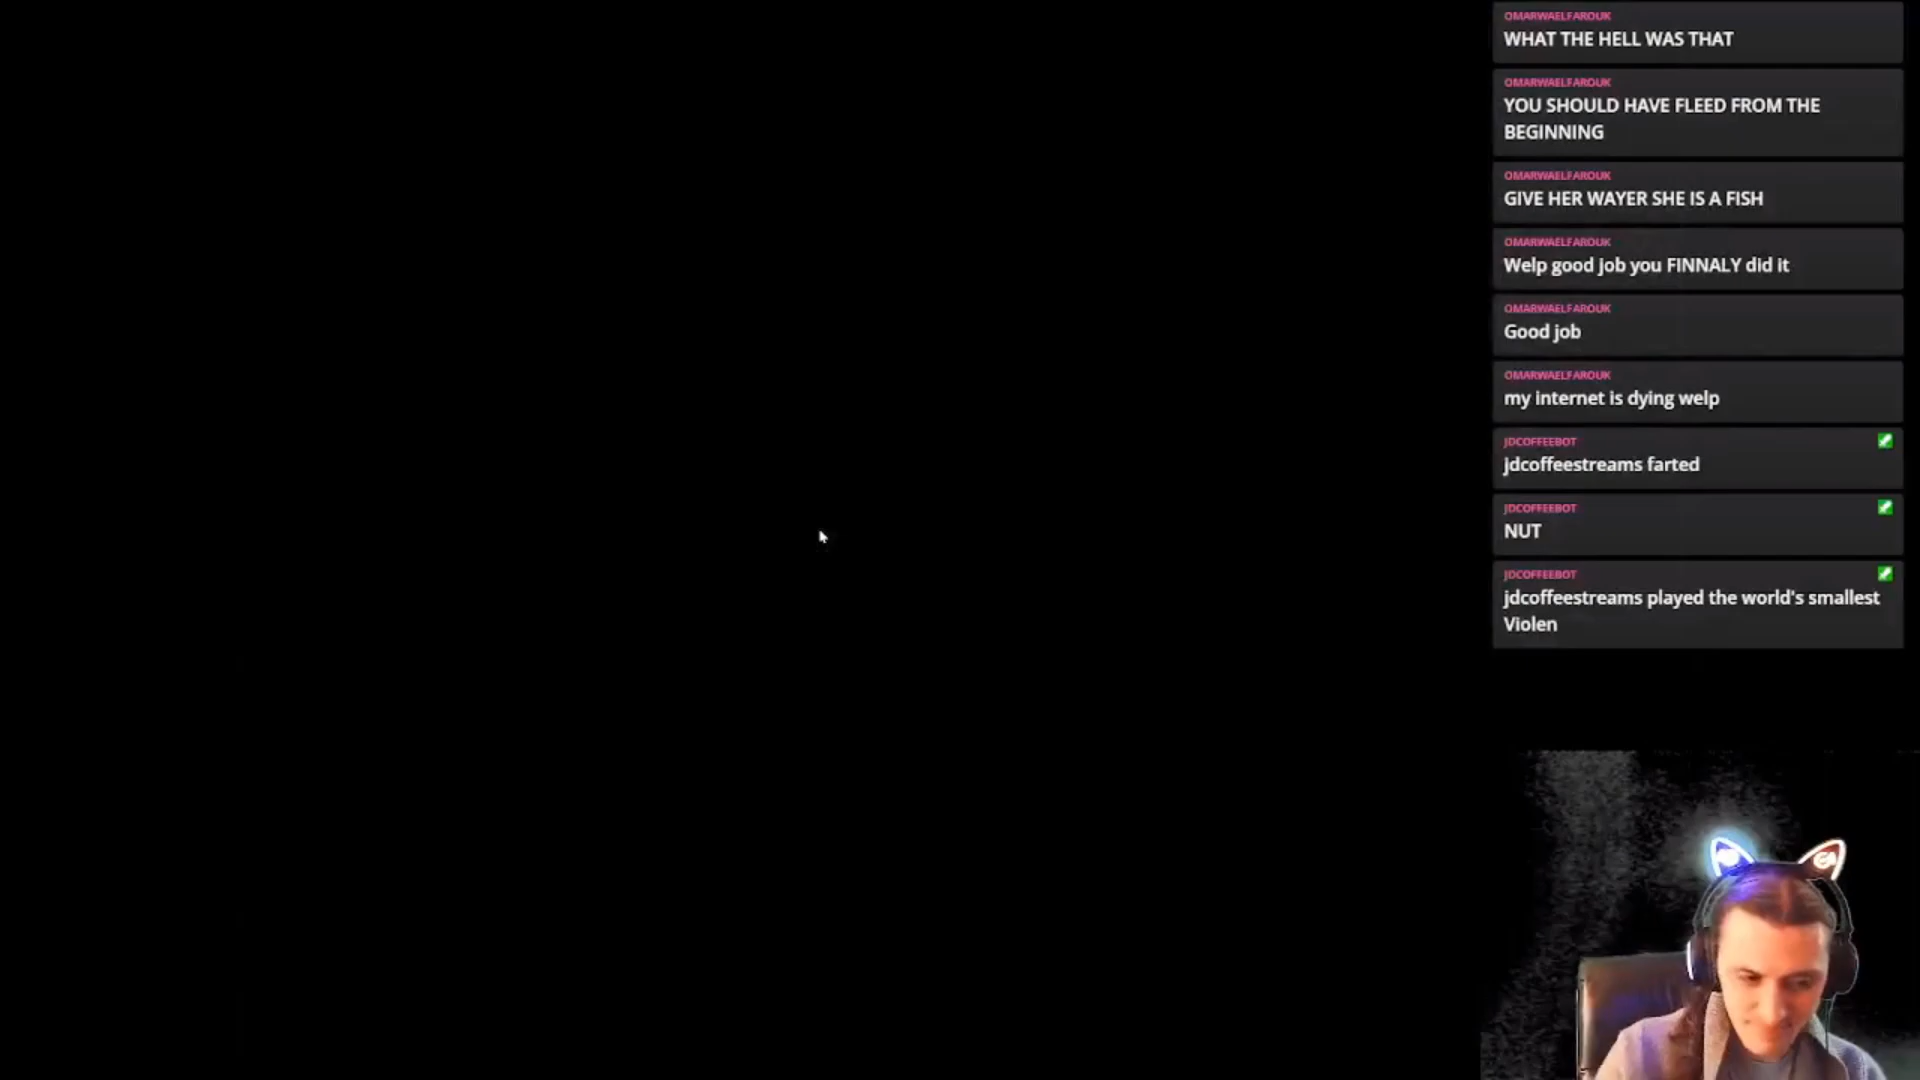 OMARWAELFAROUK
WHAT THE HELL WAS THAT
OMARWAELFAROUK
YOU SHOULD HAVE FLEED FROM THE
BEGINNING
OMARWAELFAROUK
GIVE HER WAYER SHE IS A FISH
OMARWAELFAROUK
Welp good job you FINNALY did it
OMARWAELFAROUK
Good job
OMARWAELFAROUK
my internet is dying welp
JDCOFFEEBOT
jdcoffeestreams farted
JDCOFFEEBOT
NUT
JDCOFFEEBOT
jdcoffeestreams played the world's smallest
Violen